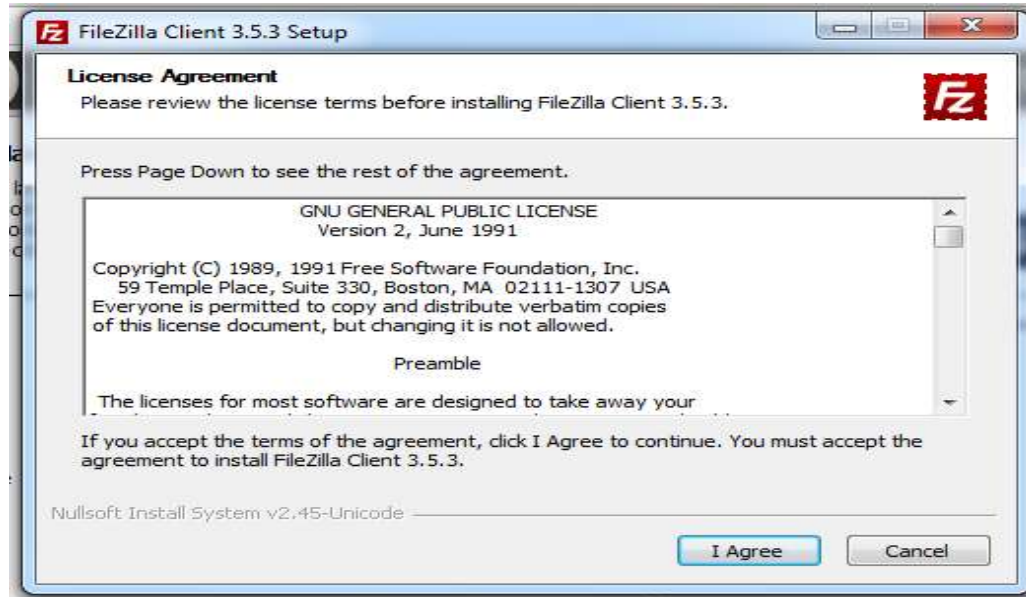 FileZilla Client 3.5.3 Setup
License Agreement
Please review the license terms before installing FileZilla Client 3.5.3.
Fz
Press Page Down to see the rest of the agreement.
GNU GENERAL PUBLIC LICENSE
Version 2, June 1991
Copyright (C) 1989, 1991 Free Software Foundation, Inc.
59 Temple Place, Suite 330, Boston, MA 02111-1307 USA
Everyone is permitted to copy and distribute verbatim copies
of this license document, but changing it is not allowed.
Preamble
The licenses for most software are designed to take away your
If you accept the terms of the agreement, click I Agree to continue. You must accept the
agreement to install FileZilla Client 3.5.3.
Nullsoft Install System v2.45-Unicode
I Agree Cancel